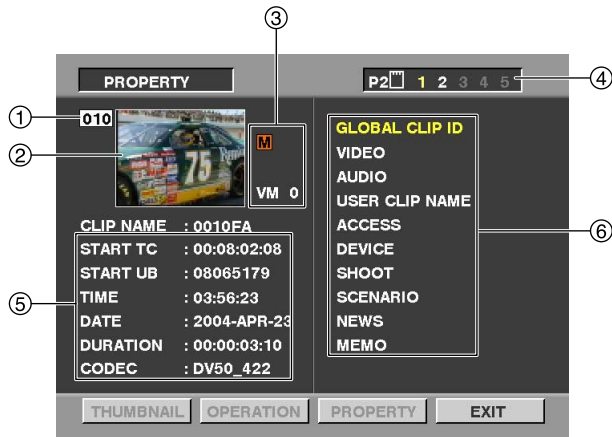 ③
PROPERTY
P2 1 2 3 4 5
④
①
010
②
75
M
VM 0
GLOBAL CLIP ID
VIDEO
AUDIO
USER CLIP NAME
ACCESS
DEVICE
SHOOT
SCENARIO
NEWS
MEMO
⑥
CLIP NAME : 0010FA
START TC : 00:08:02:08
START UB : 08065179
TIME : 03:56:23
DATE : 2004-APR-23
DURATION : 00:00:03:10
CODEC : DV50_422
⑤
THUMBNAIL OPERATION PROPERTY EXIT